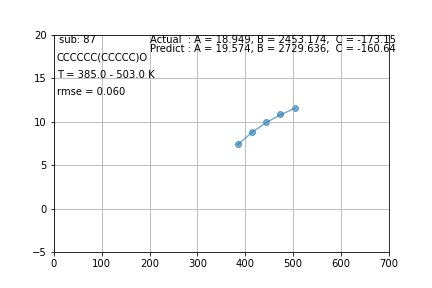 sub: 87
Actual : A = 18.949, B = 2453.174, C = -173.15
Predict : A = 19.574, B = 2729.636, C = -160.64
CCCCCC(CCCCC)O
T = 385.0 - 503.0 K
rmse = 0.060
20
15
10
5
0
−5
0 100 200 300 400 500 600 700